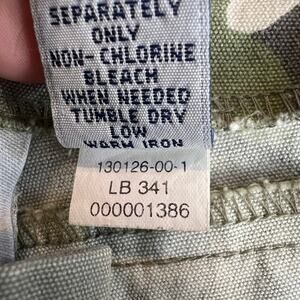 SEPARATELY
ONLY
NON-CHLORINE
BLEACH
WHEN NEEDED
TUMBLE DRY
LOW
WARM IRON
130126-00-1
LB 341
000001386